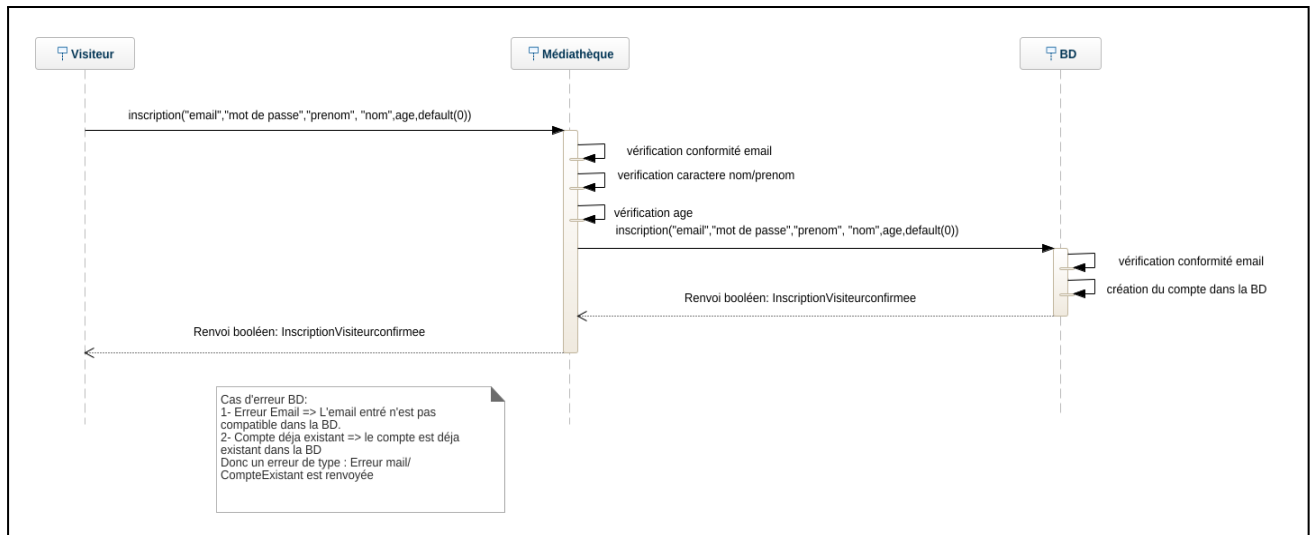 Visiteur
Médiathèque
BD
inscription("email","mot de passe","prenom", "nom",age,default(0))
vérification conformité email
verification caractere nom/prenom
vérification age
inscription("email","mot de passe","prenom", "nom",age,default(0))
vérification conformité email
création du compte dans la BD
Renvoi booléen: InscriptionVisiteurconfirmee
Renvoi booléen: InscriptionVisiteurconfirmee
Cas d'erreur BD:
1- Erreur Email => L'email entré n'est pas
compatible dans la BD.
2- Compte déja existant => le compte est déja
existant dans la BD
Donc un erreur de type : Erreur mail/
CompteExistant est renvoyée